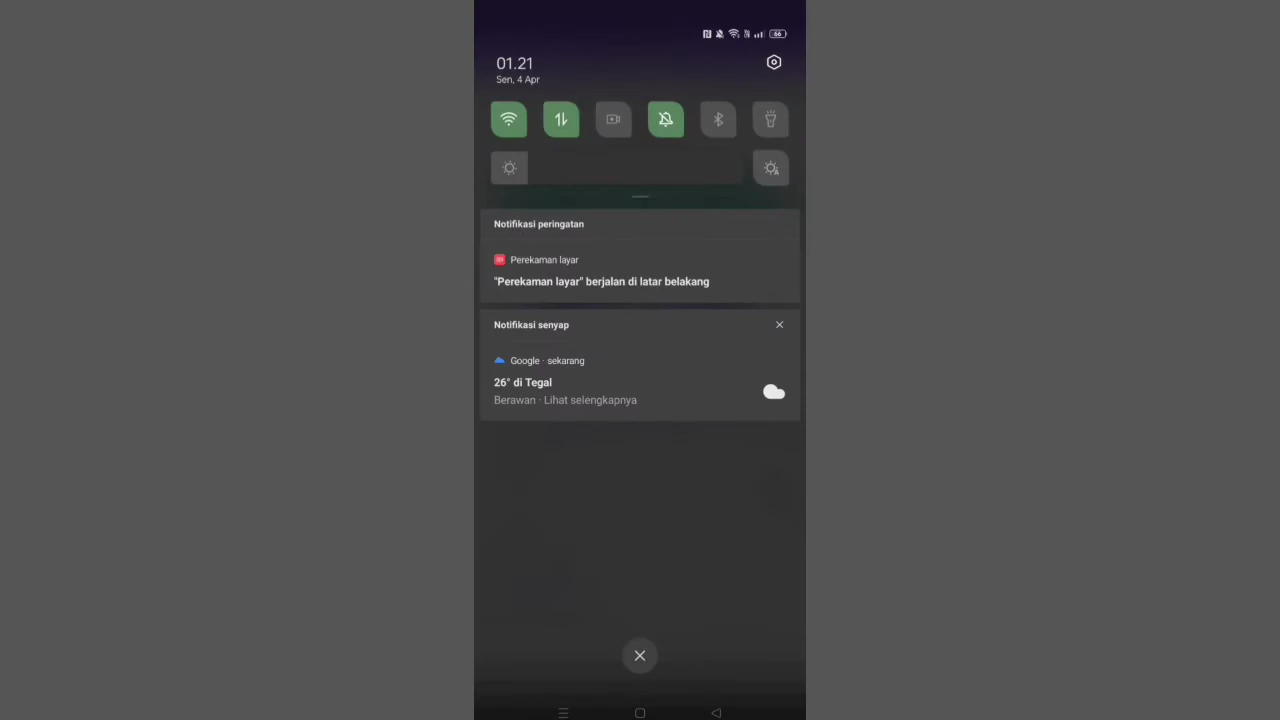 66
01.21
Sen, 4 Apr
Notifikasi peringatan
Perekaman layar
"Perekaman layar" berjalan di latar belakang
Notifikasi senyap
Google · sekarang
26° di Tegal
Berawan · Lihat selengkapnya